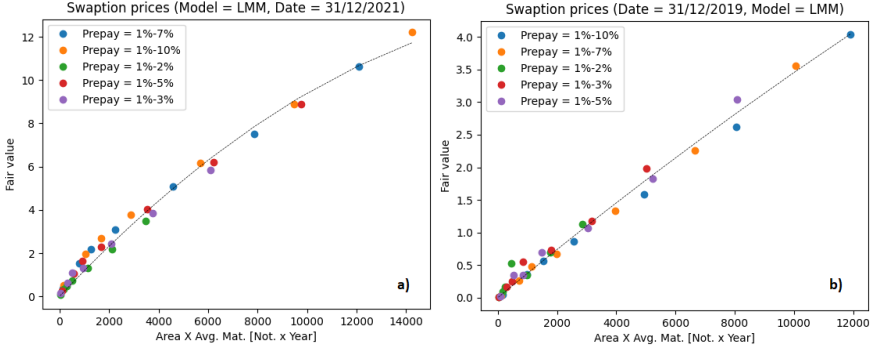 Swaption prices (Model = LMM, Date = 31/12/2021)
Prepay = 1%-7%
Prepay = 1%-10%
Prepay = 1%-2%
Prepay = 1%-5%
Prepay = 1%-3%
12
10
8
6
4
2
0
Fair value
a)
0 2000 4000 6000 8000 10000 12000 14000
Area X Avg. Mat. [Not. x Year]
Swaption prices (Date = 31/12/2019, Model = LMM)
Prepay = 1%-10%
Prepay = 1%-7%
Prepay = 1%-2%
Prepay = 1%-3%
Prepay = 1%-5%
4.0
3.5
3.0
2.5
2.0
1.5
1.0
0.5
0.0
Fair value
b)
0 2000 4000 6000 8000 10000 12000
Area X Avg. Mat. [Not. x Year]